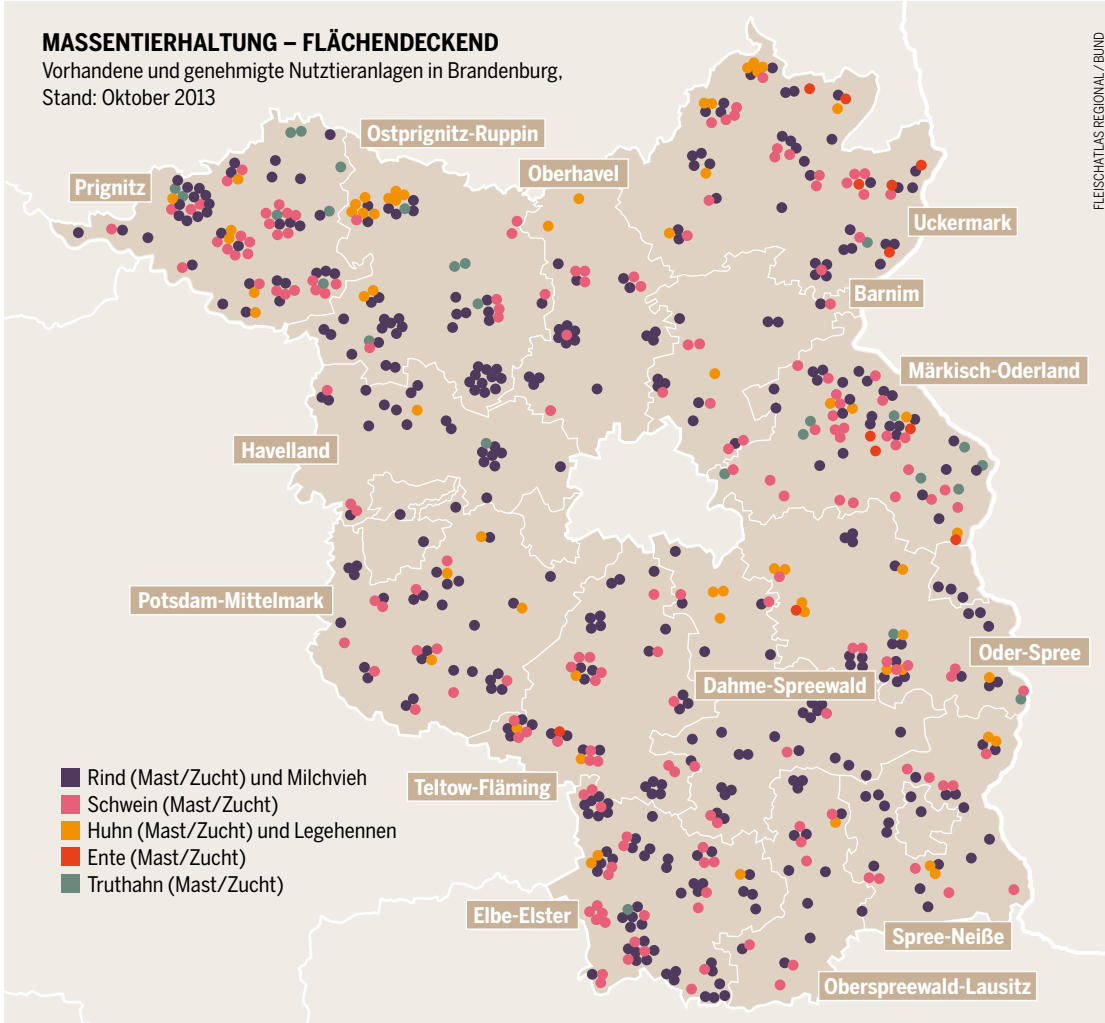 MASSENTIERHALTUNG – FLÄCHENDECKEND
Vorhandene und genehmigte Nutztieranlagen in Brandenburg,
Stand: Oktober 2013
FLEISCHATLAS REGIONAL / BUND
Ostprignitz-Ruppin
Oberhavel
Prignitz
Uckermark
Barnim
Märkisch-Oderland
Havelland
Potsdam-Mittelmark
Oder-Spree
Dahme-Spreewald
Teltow-Fläming
Rind (Mast/Zucht) und Milchvieh
Schwein (Mast/Zucht)
Huhn (Mast/Zucht) und Legehennen
Ente (Mast/Zucht)
Truthahn (Mast/Zucht)
Elbe-Elster
Spree-Neiße
Oberspreewald-Lausitz